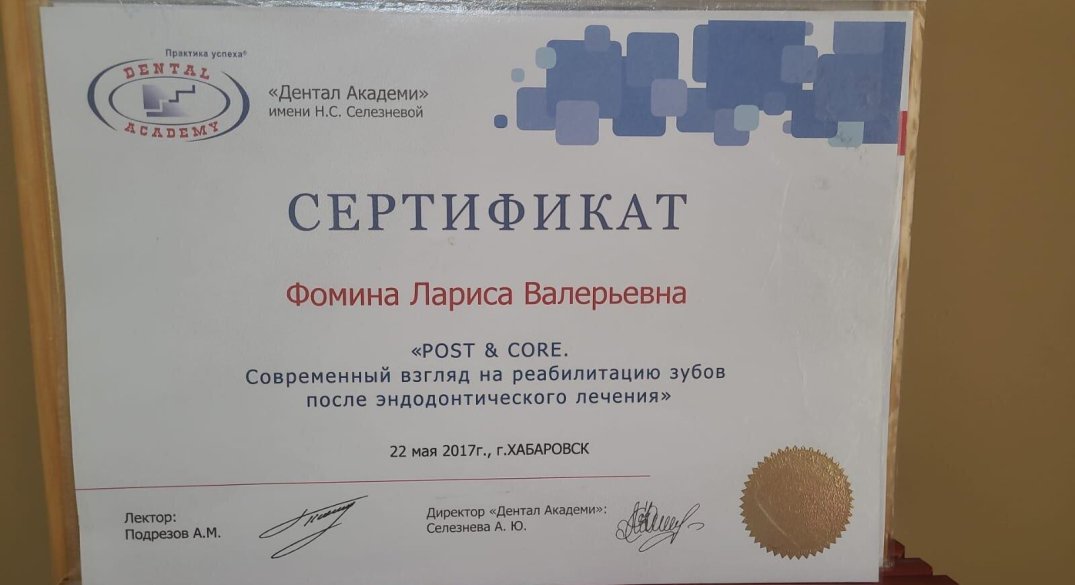 Практика успеха®
DENTAL
ACADEMY
«Дентал Академи»
имени Н.С. Селезневой
СЕРТИФИКАТ
Фомина Лариса Валерьевна
«POST & CORE.
Современный взгляд на реабилитацию зубов
после эндодонтического лечения»
22 мая 2017г., г.ХАБАРОВСК
Лектор:
Подрезов А.М.
Директор «Дентал Академи»:
Селезнева А. Ю.